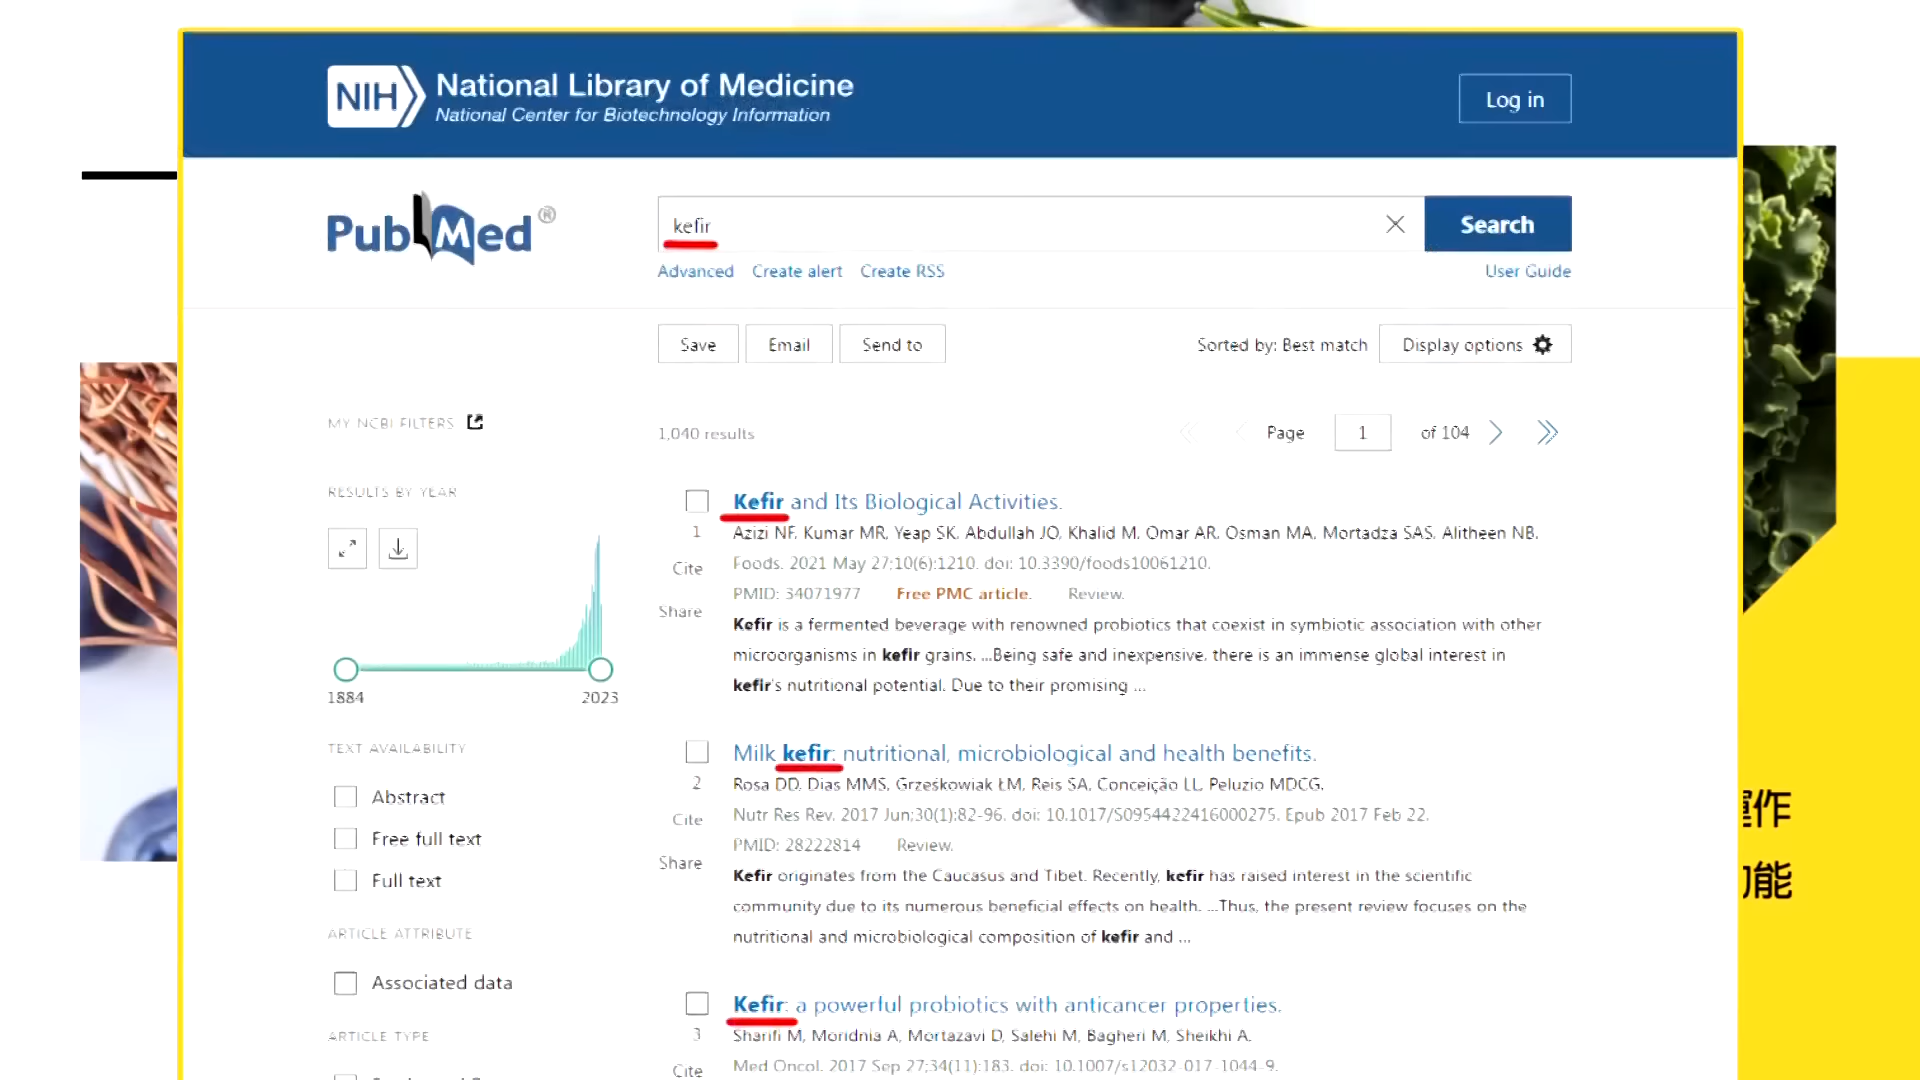 NIH National Library of Medicine
National Center for Biotechnology Information
Log in
PubMed®
kefir
Search
Advanced Create alert Create RSS
User Guide
Save Email Send to
Sorted by: Best match Display options
MY NCBI FILTERS
1,040 results
Page 1 of 104
RESULTS BY YEAR
1884 2023
TEXT AVAILABILITY
Abstract
Free full text
Full text
ARTICLE ATTRIBUTE
Associated data
ARTICLE TYPE
Kefir and Its Biological Activities.
1
Azizi NF, Kumar MR, Yeap SK, Abdullah JO, Khalid M, Omar AR, Osman MA, Mortadza SAS, Alitheen NB.
Cite
Foods. 2021 May 27;10(6):1210. doi: 10.3390/foods10061210.
PMID: 34071977 Free PMC article. Review.
Share
Kefir is a fermented beverage with renowned probiotics that coexist in symbiotic association with other
microorganisms in kefir grains. ...Being safe and inexpensive, there is an immense global interest in
kefir's nutritional potential. Due to their promising ...
Milk kefir: nutritional, microbiological and health benefits.
2
Rosa DD, Dias MMS, Grześkowiak ŁM, Reis SA, Conceição LL, Peluzio MDCG.
Cite
Nutr Res Rev. 2017 Jun;30(1):82-96. doi: 10.1017/S0954422416000275. Epub 2017 Feb 22.
PMID: 28222814 Review.
Share
Kefir originates from the Caucasus and Tibet. Recently, kefir has raised interest in the scientific
community due to its numerous beneficial effects on health. ...Thus, the present review focuses on the
nutritional and microbiological composition of kefir and ...
Kefir: a powerful probiotics with anticancer properties.
3
Sharifi M, Moridnia A, Mortazavi D, Salehi M, Bagheri M, Sheikhi A.
Cite
Med Oncol. 2017 Sep 27;34(11):183. doi: 10.1007/s12032-017-1044-9.
作
能